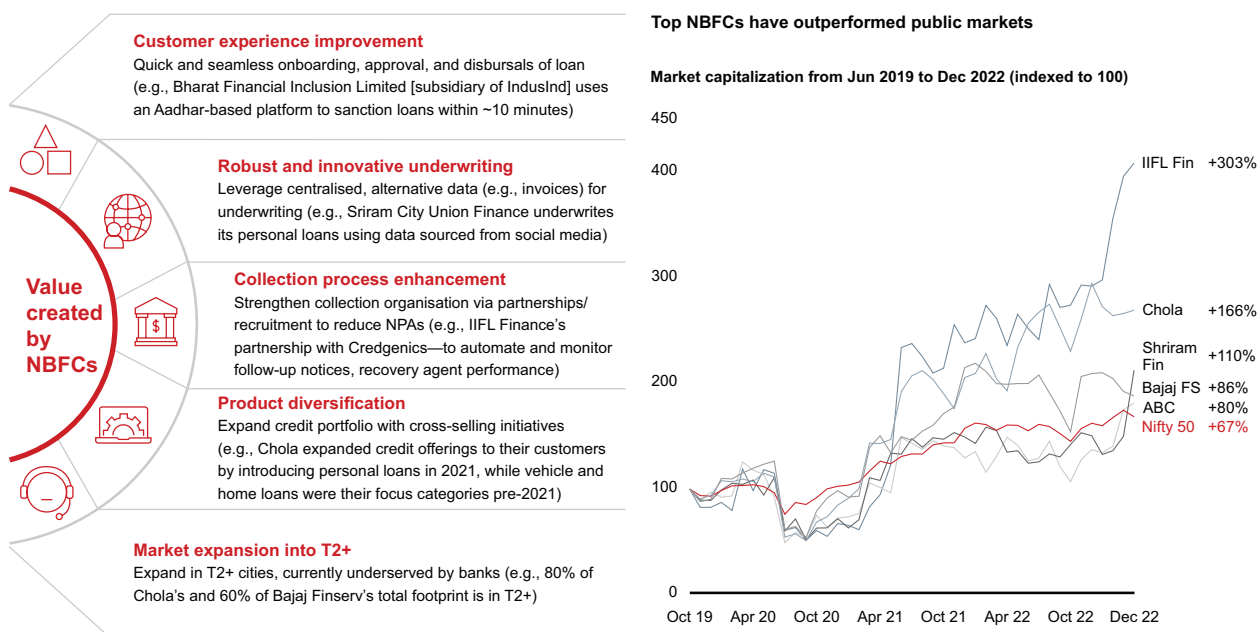 Customer experience improvement
Quick and seamless onboarding, approval, and disbursals of loan
(e.g., Bharat Financial Inclusion Limited [subsidiary of IndusInd] uses
an Aadhar-based platform to sanction loans within ~10 minutes)
Robust and innovative underwriting
Leverage centralised, alternative data (e.g., invoices) for
underwriting (e.g., Sriram City Union Finance underwrites
its personal loans using data sourced from social media)
Value
created
by
NBFCs
Collection process enhancement
Strengthen collection organisation via partnerships/
recruitment to reduce NPAs (e.g., IIFL Finance’s
partnership with Credgenics—to automate and monitor
follow-up notices, recovery agent performance)
$
Product diversification
Expand credit portfolio with cross-selling initiatives
(e.g., Chola expanded credit offerings to their customers
by introducing personal loans in 2021, while vehicle and
home loans were their focus categories pre-2021)
Market expansion into T2+
Expand in T2+ cities, currently underserved by banks (e.g., 80% of
Chola’s and 60% of Bajaj Finserv’s total footprint is in T2+)
Top NBFCs have outperformed public markets
Market capitalization from Jun 2019 to Dec 2022 (indexed to 100)
450
400
300
200
100
0
IIFL Fin +303%
Chola +166%
Shriram
Fin +110%
Bajaj FS +86%
ABC +80%
Nifty 50 +67%
Oct 19 Apr 20 Oct 20 Apr 21 Oct 21 Apr 22 Oct 22 Dec 22